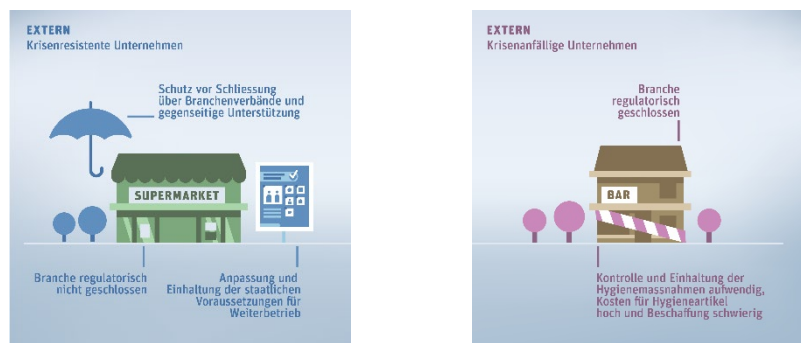 EXTERN
Krisenresistente Unternehmen
Schutz vor Schliessung
über Branchenverbände und
gegenseitige Unterstützung
SUPERMARKET
Branche regulatorisch
nicht geschlossen
Anpassung und
Einhaltung der staatlichen
Voraussetzungen für
Weiterbetrieb
EXTERN
Krisenanfällige Unternehmen
Branche
regulatorisch
geschlossen
BAR
Kontrolle und Einhaltung der
Hygienemassnahmen aufwendig,
Kosten für Hygieneartikel
hoch und Beschaffung schwierig